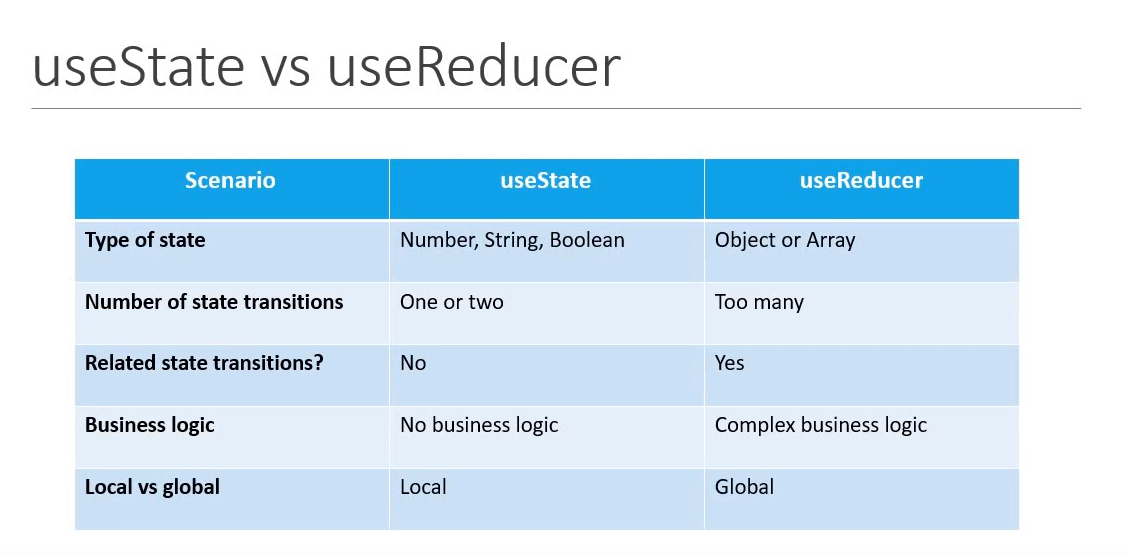 useState vs useReducer
Scenario
useState
useReducer
Type of state
Number, String, Boolean
Object or Array
Number of state transitions
One or two
Too many
Related state transitions?
No
Yes
Business logic
No business logic
Complex business logic
Local vs global
Local
Global